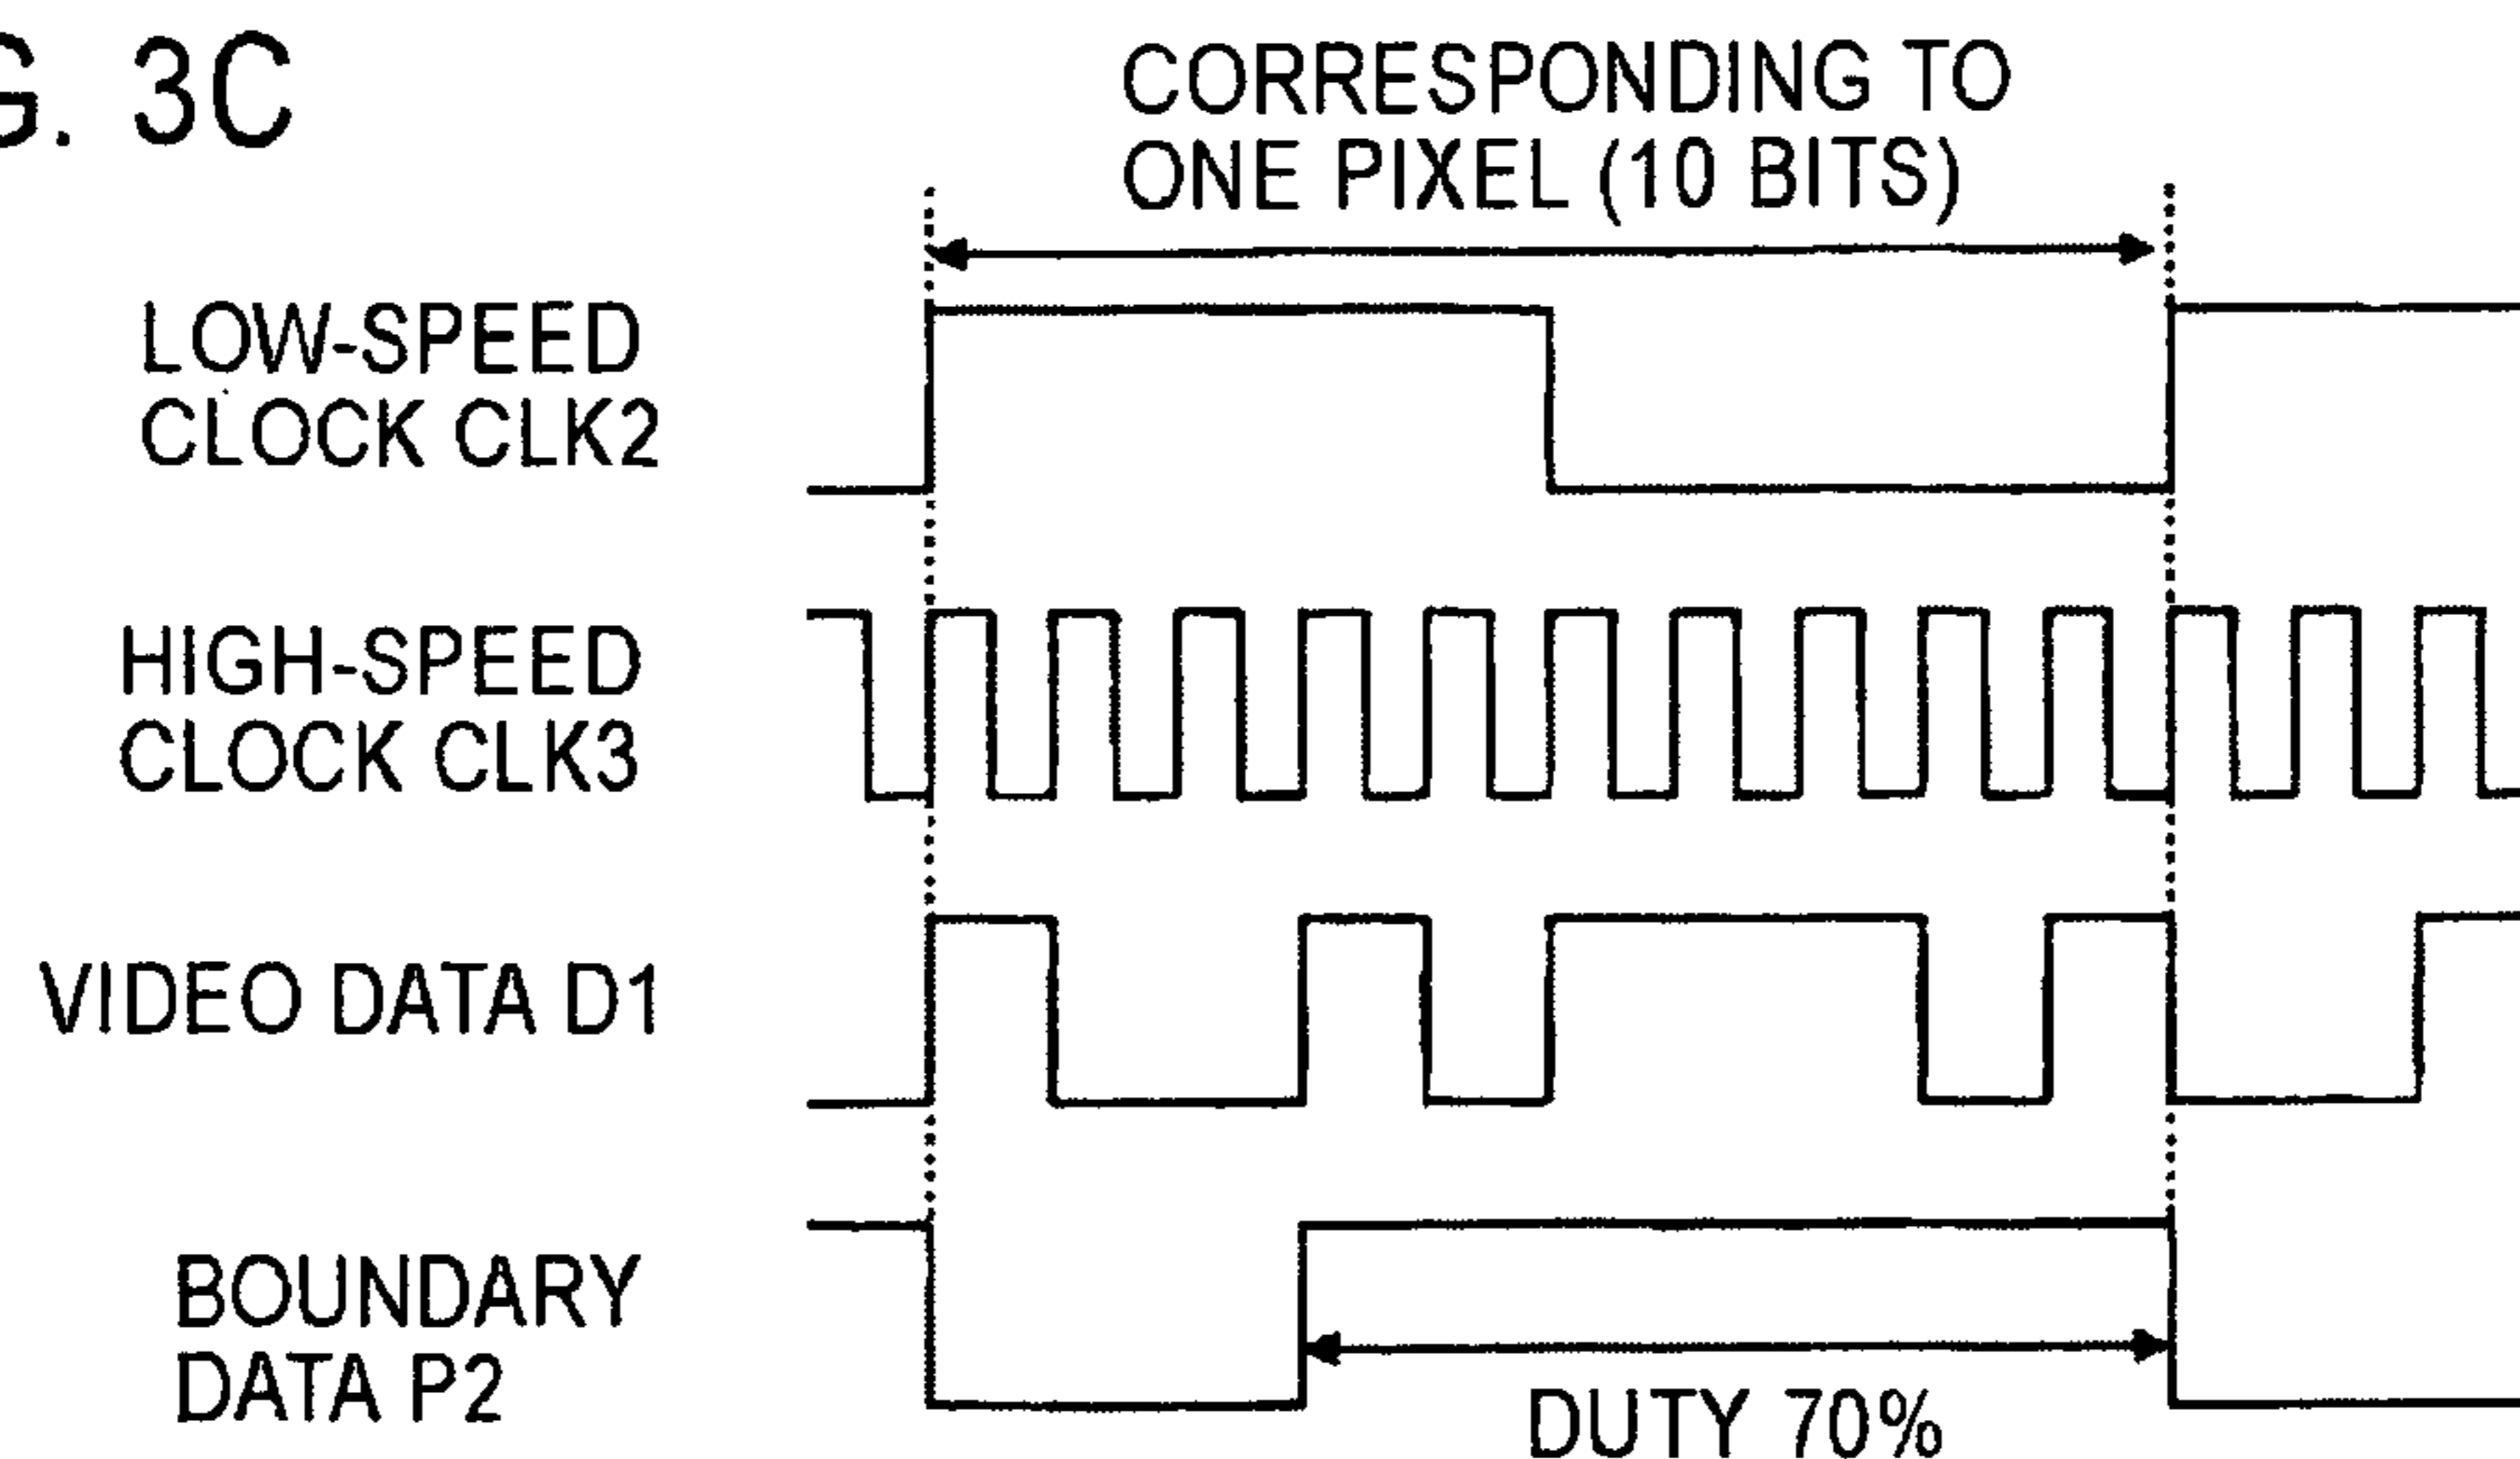 G. 3C
CORRESPONDING TO
ONE PIXEL (10 BITS)
LOW-SPEED
CLOCK CLK2
HIGH-SPEED
CLOCK CLK3
VIDEO DATA D1
BOUNDARY
DATA P2
DUTY 70%